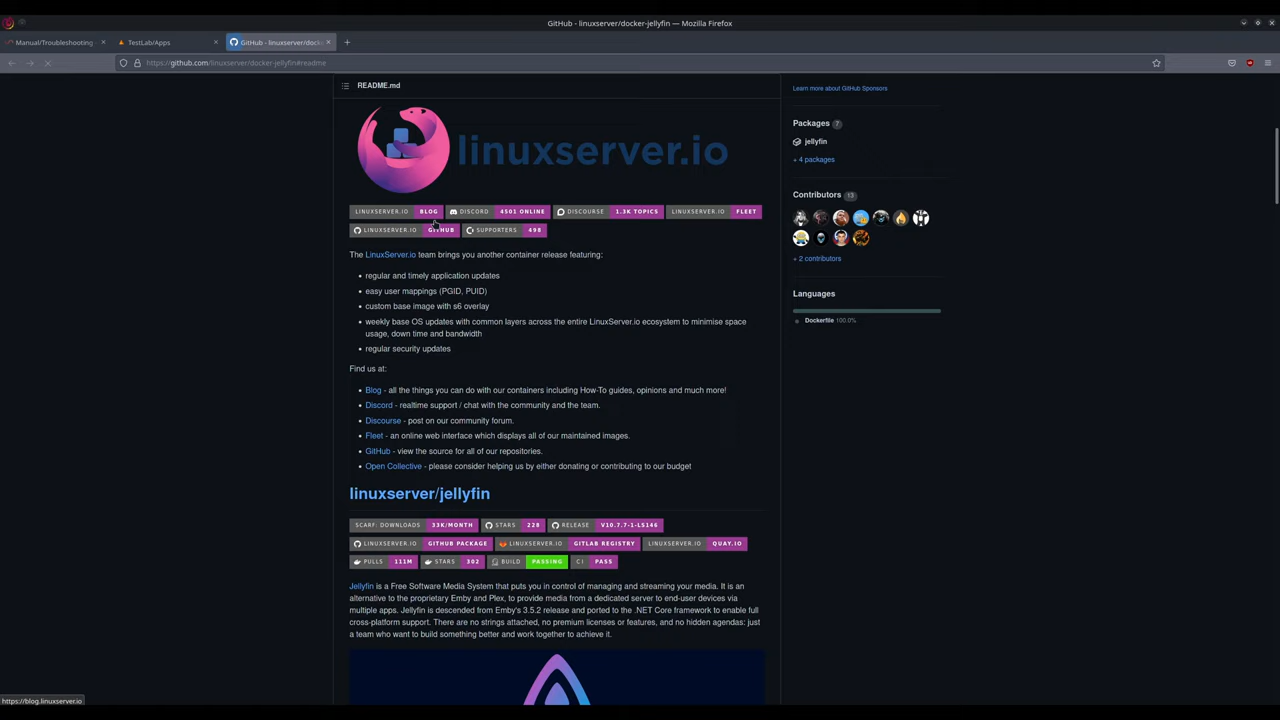 GitHub - linuxserver/docker-jellyfin — Mozilla Firefox
Manual/Troubleshooting
TestLab/Apps
GitHub - linuxserver/dock
https://github.com/linuxserver/docker-jellyfin#readme
README.md
Learn more about GitHub Sponsors
linuxserver.io
LINUXSERVER.IO BLOG DISCORD 4501 ONLINE DISCOURSE 1.3K TOPICS LINUXSERVER.IO FLEET
LINUXSERVER.IO GITHUB SUPPORTERS 498
The LinuxServer.io team brings you another container release featuring:
• regular and timely application updates
• easy user mappings (PGID, PUID)
• custom base image with s6 overlay
• weekly base OS updates with common layers across the entire LinuxServer.io ecosystem to minimise space
usage, down time and bandwidth
• regular security updates
Find us at:
• Blog - all the things you can do with our containers including How-To guides, opinions and much more!
• Discord - realtime support / chat with the community and the team.
• Discourse - post on our community forum.
• Fleet - an online web interface which displays all of our maintained images.
• GitHub - view the source for all of our repositories.
• Open Collective - please consider helping us by either donating or contributing to our budget
linuxserver/jellyfin
SCARF: DOWNLOADS 33K/MONTH STARS 228 RELEASE V10.7.7-1-LS146
LINUXSERVER.IO GITHUB PACKAGE LINUXSERVER.IO GITLAB REGISTRY LINUXSERVER.IO QUAY.IO
PULLS 111M STARS 302 BUILD PASSING CI PASS
Jellyfin is a Free Software Media System that puts you in control of managing and streaming your media. It is an
alternative to the proprietary Emby and Plex, to provide media from a dedicated server to end-user devices via
multiple apps. Jellyfin is descended from Emby's 3.5.2 release and ported to the .NET Core framework to enable full
cross-platform support. There are no strings attached, no premium licenses or features, and no hidden agendas: just
a team who want to build something better and work together to achieve it.
Packages 7
jellyfin
+ 4 packages
Contributors 13
+ 2 contributors
Languages
Dockerfile 100.0%
https://blog.linuxserver.io